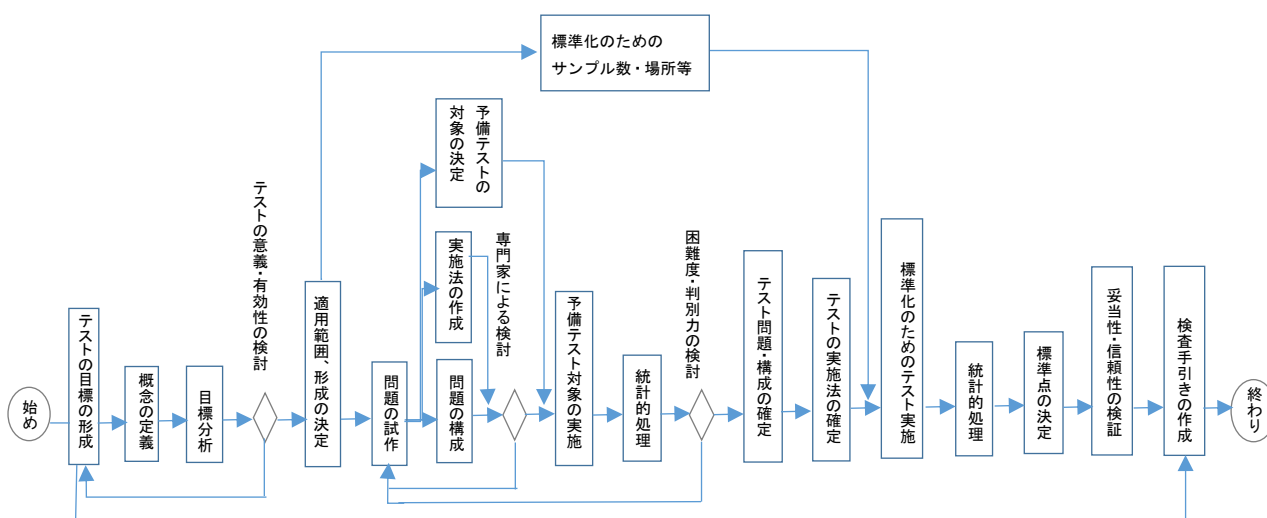 標準化のための
サンプル数・場所等
予備テストの
対象の決定
テストの意義・有効性の検討
実施法の作成
専門家による検討
困難度・判別力の検討
始め
テストの目標の形成
概念の定義
目標分析
適用範囲、形成の決定
問題の試作
問題の構成
予備テスト対象の実施
統計的処理
テスト問題・構成の確定
テストの実施法の確定
標準化のためのテスト実施
統計的処理
標準点の決定
妥当性・信頼性の検証
検査手引きの作成
終わり